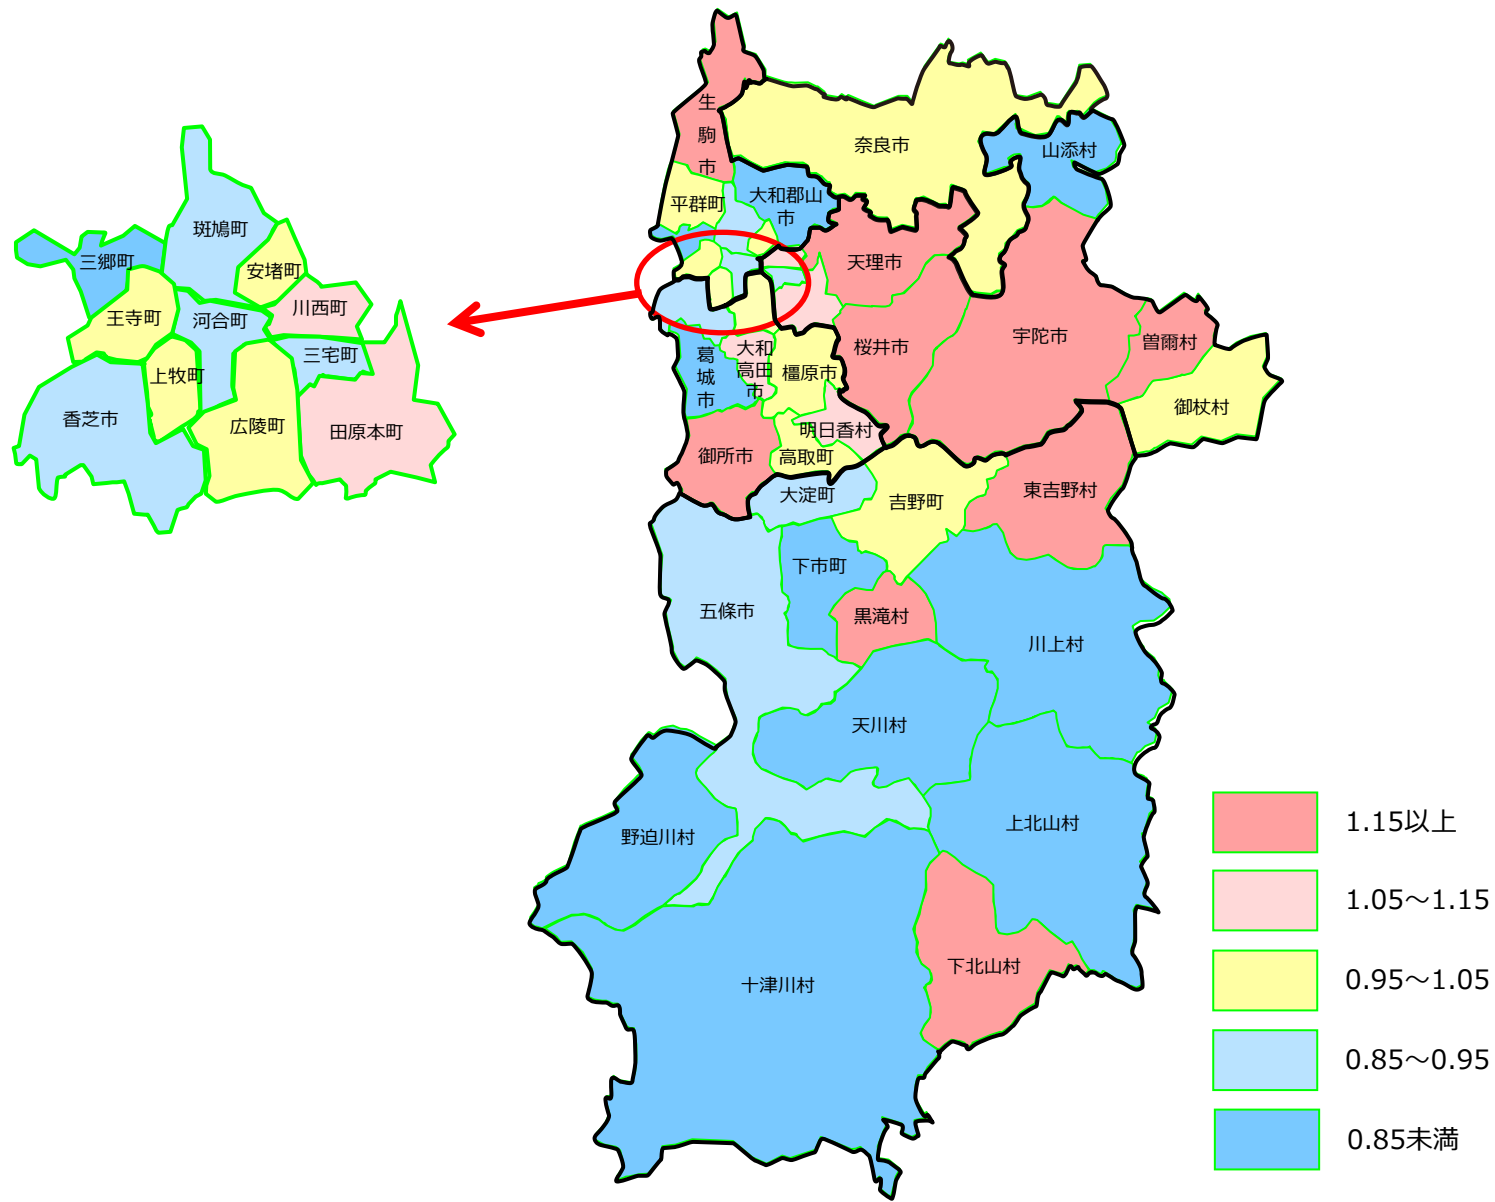 斑鳩町
三郷町
安堵町
川西町
王寺町
河合町
三宅町
上牧町
香芝市
広陵町
田原本町
生
駒
市
奈良市
山添村
平群町
大和郡山
市
天理市
宇陀市
曽爾村
桜井市
葛
城
市
大和
高田
市
橿原市
御杖村
明日香村
御所市
高取町
大淀町
吉野町
東吉野村
下市町
五條市
黒滝村
川上村
天川村
野迫川村
上北山村
下北山村
十津川村
1.15以上
1.05~1.15
0.95~1.05
0.85~0.95
0.85未満